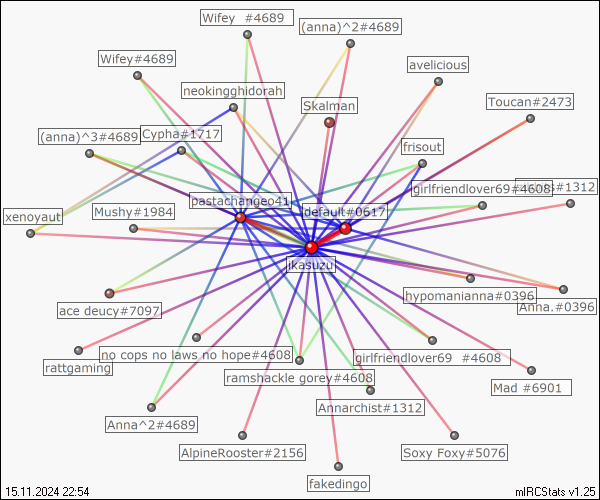 Wifey  #4689
(anna)^2#4689
Wifey#4689
avelicious
neokingghidorah
Skalman
Toucan#2473
(anna)^3#4689
Cypha#1717
frisout
girlfriendlover69#4608
#1312
pastachangeo41
default#0617
xenoyaut
Mushy#1984
ikasuzu
hypomanianna#0396
Anna.#0396
ace deucy#7097
no cops no laws no hope#4608
girlfriendlover69  #4608
rattgaming
ramshackle gorey#4608
Mad #6901
Annarchist#1312
Anna^2#4689
AlpineRooster#2156
Soxy Foxy#5076
fakedingo
15.11.2024 22:54
mIRCStats v1.25